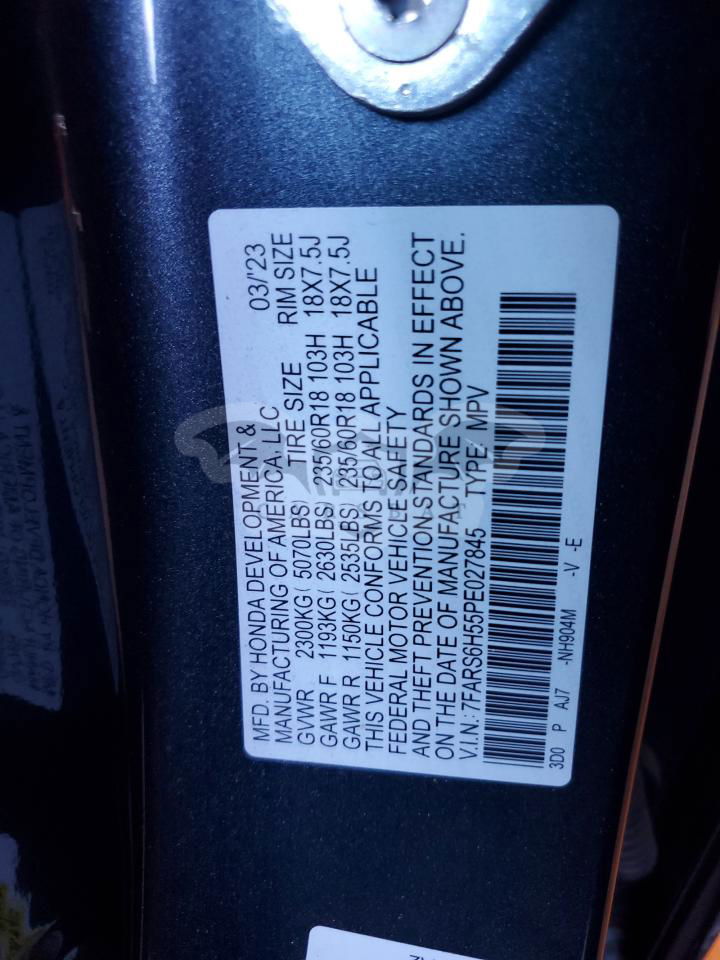 MFD. BY HONDA DEVELOPMENT & 03/'23
MANUFACTURING OF AMERICA, LLC
TIRE SIZE RIM SIZE
GVWR 2300KG ( 5070LBS)
GAWR F 1193KG ( 2630LBS) 235/60R18 103H 18X7.5J
GAWR R 1150KG ( 2535LBS) 235/60R18 103H 18X7.5J
THIS VEHICLE CONFORMS TO ALL APPLICABLE
FEDERAL MOTOR VEHICLE SAFETY
AND THEFT PREVENTION STANDARDS IN EFFECT
ON THE DATE OF MANUFACTURE SHOWN ABOVE.
V.I.N.: 7FARS6H55PE027845 TYPE: MPV
3D0 P AJ7 -NH904M -V -E